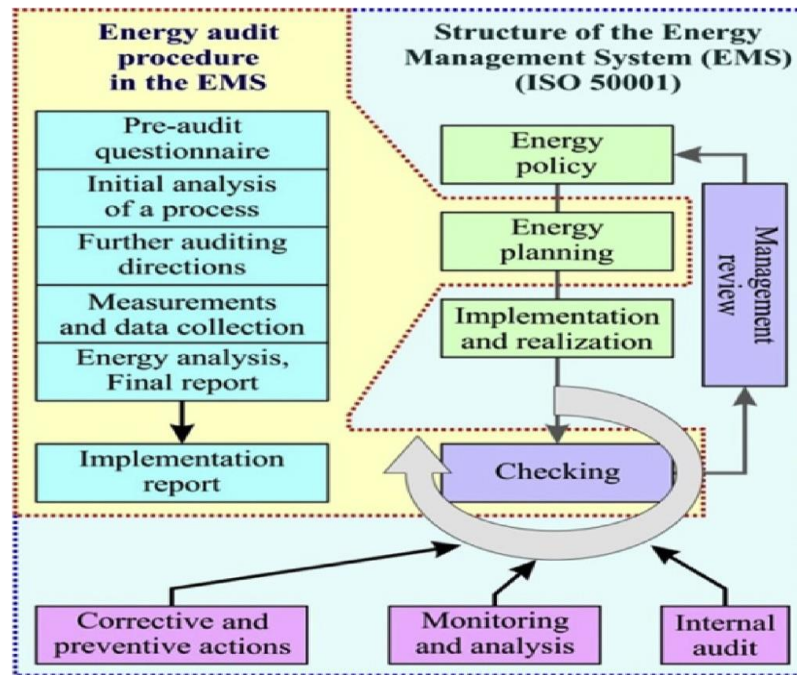 Energy audit
procedure
in the EMS
Pre-audit
questionnaire
Initial analysis
of a process
Further auditing
directions
Measurements
and data collection
Energy analysis,
Final report
Implementation
report
Structure of the Energy
Management System (EMS)
(ISO 50001)
Energy
policy
Energy
planning
Implementation
and realization
Checking
Management
review
Corrective and
preventive actions
Monitoring
and analysis
Internal
audit